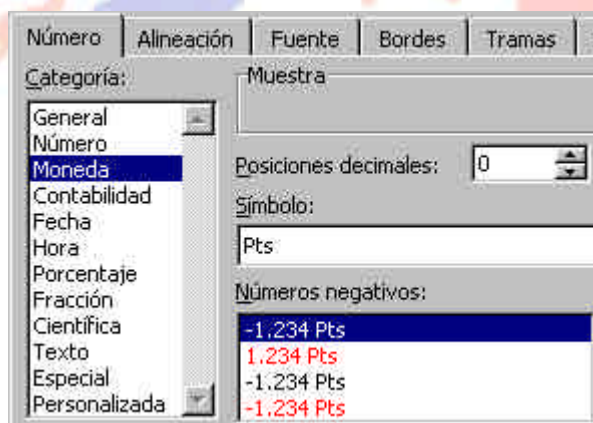 Número Alineación Fuente Bordes Tramas
Categoría:
General
Número
Moneda
Contabilidad
Fecha
Hora
Porcentaje
Fracción
Científica
Texto
Especial
Personalizada
Muestra
Posiciones decimales: 0
Símbolo:
Pts
Números negativos:
-1.234 Pts
1.234 Pts
-1.234 Pts
-1.234 Pts